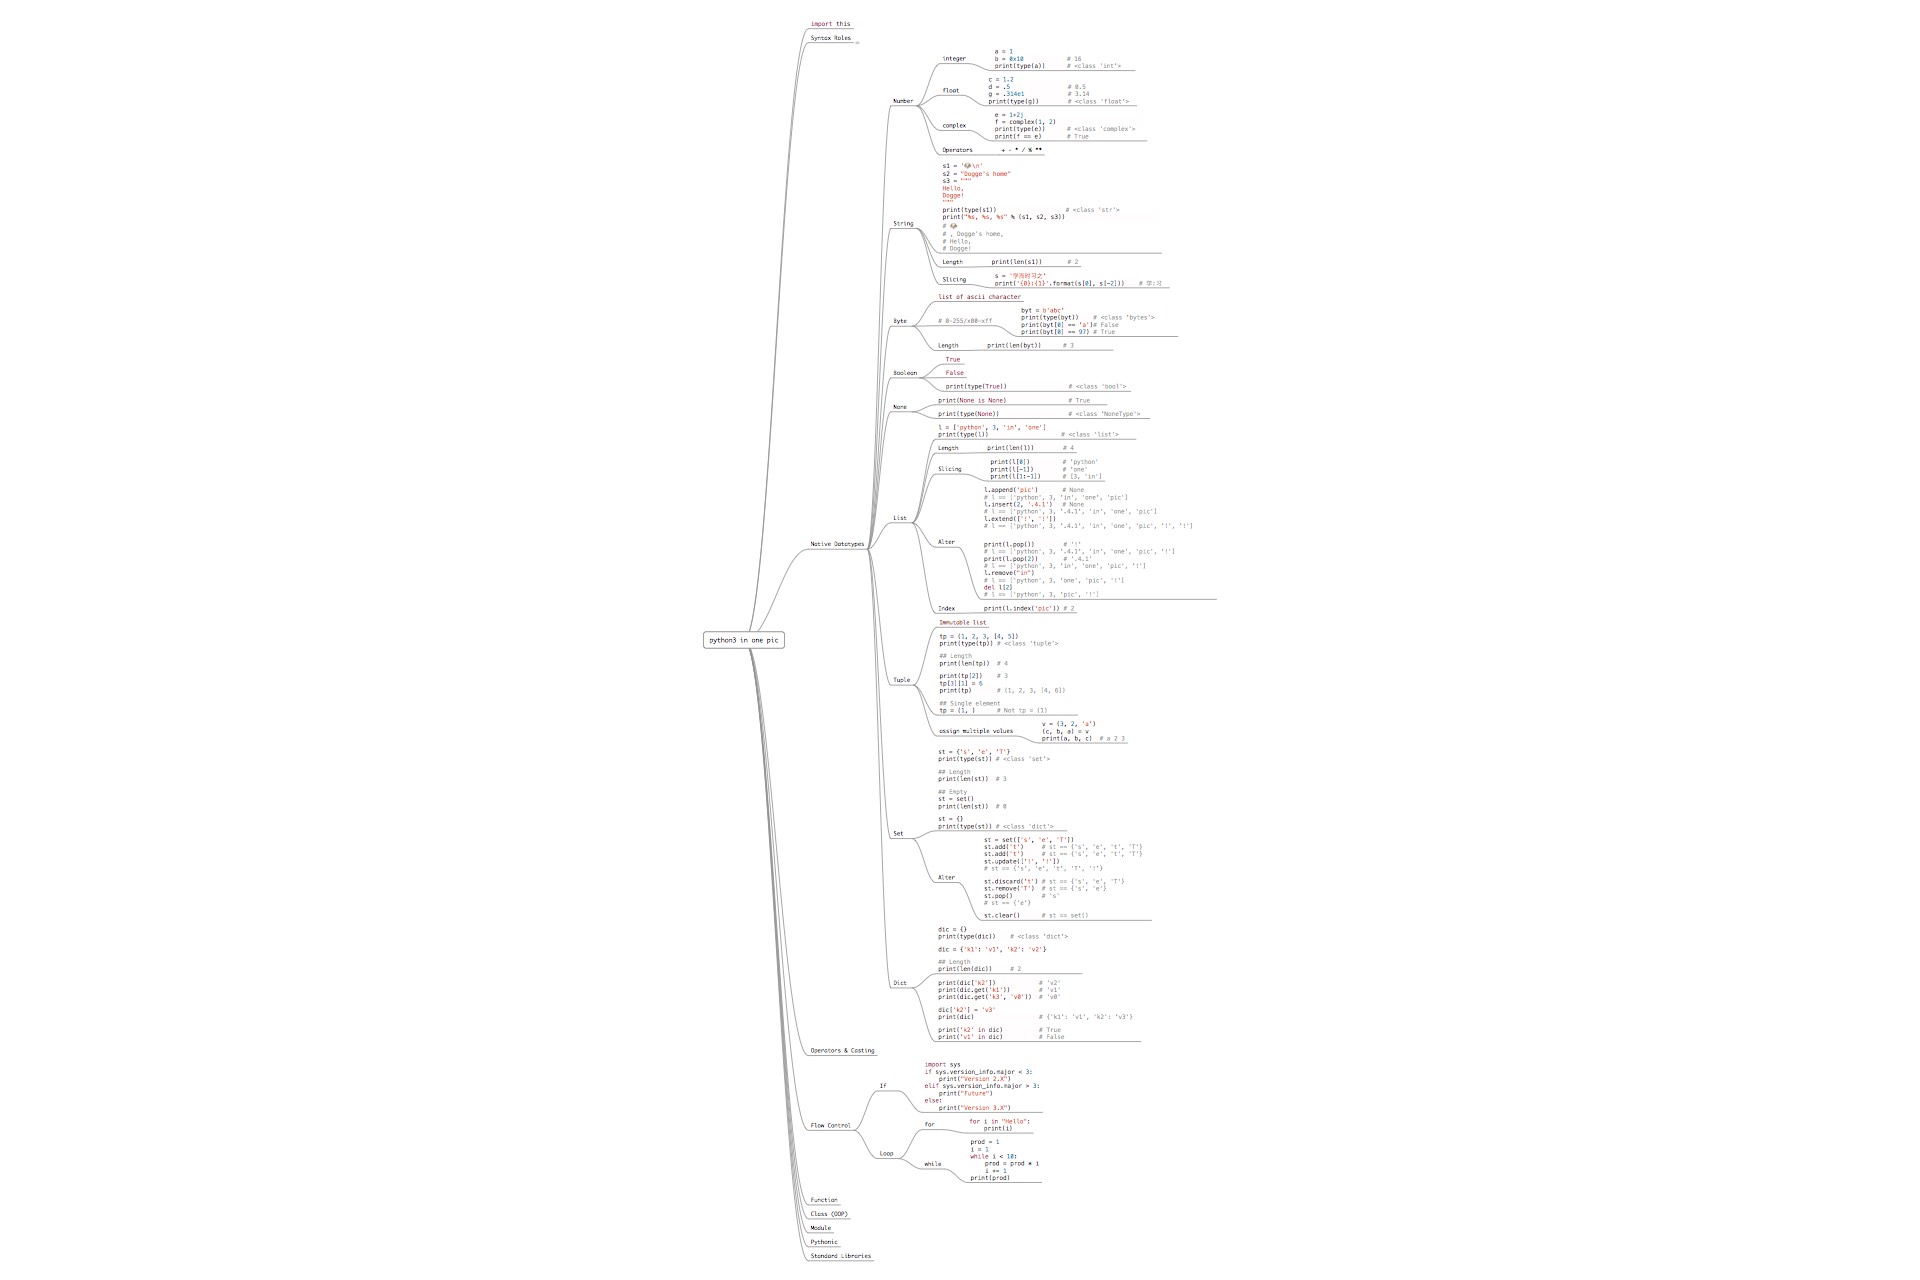 python3 in one pic
import this
Syntax Roles
Native Datatypes
Number
integer
a = 1
b = 0x10 # 16
print(type(a)) # <class 'int'>
float
c = 1.2
d = .5 # 0.5
g = .314e1 # 3.14
print(type(g)) # <class 'float'>
complex
e = 1+2j
f = complex(1, 2)
print(type(e)) # <class 'complex'>
print(f == e) # True
Operators + - * / % **
String
s1 = '🐶\n'
s2 = "Dogge's home"
s3 = """
Hello,
Dogge!
"""
print(type(s1)) # <class 'str'>
print("%s, %s, %s" % (s1, s2, s3))
# 🐶
# , Dogge's home,
# Hello,
# Dogge!
Length print(len(s1)) # 2
Slicing
s = '学而时习之'
print('{0}:{1}'.format(s[0], s[-2])) # 学:习
Byte
list of ascii character
# 0-255/x00-xff
byt = b'abc'
print(type(byt)) # <class 'bytes'>
print(byt[0] == 'a')# False
print(byt[0] == 97) # True
Length print(len(byt)) # 3
Boolean
True
False
print(type(True)) # <class 'bool'>
None
print(None is None) # True
print(type(None)) # <class 'NoneType'>
List
l = ['python', 3, 'in', 'one']
print(type(l)) # <class 'list'>
Length print(len(l)) # 4
Slicing
print(l[0]) # 'python'
print(l[-1]) # 'one'
print(l[1:-1]) # [3, 'in']
Alter
l.append('pic') # None
# l == ['python', 3, 'in', 'one', 'pic']
l.insert(2, '.4.1') # None
# l == ['python', 3, '.4.1', 'in', 'one', 'pic']
l.extend(['!', '!'])
# l == ['python', 3, '.4.1', 'in', 'one', 'pic', '!', '!']
print(l.pop()) # '!'
# l == ['python', 3, '.4.1', 'in', 'one', 'pic', '!']
print(l.pop(2)) # '.4.1'
# l == ['python', 3, 'in', 'one', 'pic', '!']
l.remove("in")
# l == ['python', 3, 'one', 'pic', '!']
del l[2]
# l == ['python', 3, 'pic', '!']
Index print(l.index('pic')) # 2
Tuple
Immutable list
tp = (1, 2, 3, [4, 5])
print(type(tp)) # <class 'tuple'>
## Length
print(len(tp)) # 4
print(tp[2]) # 3
tp[3][1] = 6
print(tp) # (1, 2, 3, [4, 6])
## Single element
tp = (1, ) # Not tp = (1)
assign multiple values
v = (3, 2, 'a')
(c, b, a) = v
print(a, b, c) # a 2 3
Set
st = {'s', 'e', 'T'}
print(type(st)) # <class 'set'>
## Length
print(len(st)) # 3
## Empty
st = set()
print(len(st)) # 0
st = {}
print(type(st)) # <class 'dict'>
Alter
st = set(['s', 'e', 'T'])
st.add('t') # st == {'s', 'e', 't', 'T'}
st.add('t') # st == {'s', 'e', 't', 'T'}
st.update(['!', '!'])
# st == {'s', 'e', 't', 'T', '!'}
st.discard('t') # st == {'s', 'e', 'T'}
st.remove('T') # st == {'s', 'e'}
st.pop() # 's'
# st == {'e'}
st.clear() # st == set()
Dict
dic = {}
print(type(dic)) # <class 'dict'>
dic = {'k1': 'v1', 'k2': 'v2'}
## Length
print(len(dic)) # 2
print(dic['k2']) # 'v2'
print(dic.get('k1')) # 'v1'
print(dic.get('k3', 'v0')) # 'v0'
dic['k2'] = 'v3'
print(dic) # {'k1': 'v1', 'k2': 'v3'}
print('k2' in dic) # True
print('v1' in dic) # False
Operators & Casting
Flow Control
If
import sys
if sys.version_info.major < 3:
print("Version 2.X")
elif sys.version_info.major > 3:
print("Future")
else:
print("Version 3.X")
Loop
for
for i in "Hello":
print(i)
while
prod = 1
i = 1
while i < 10:
prod = prod * i
i += 1
print(prod)
Function
Class (OOP)
Module
Pythonic
Standard Libraries